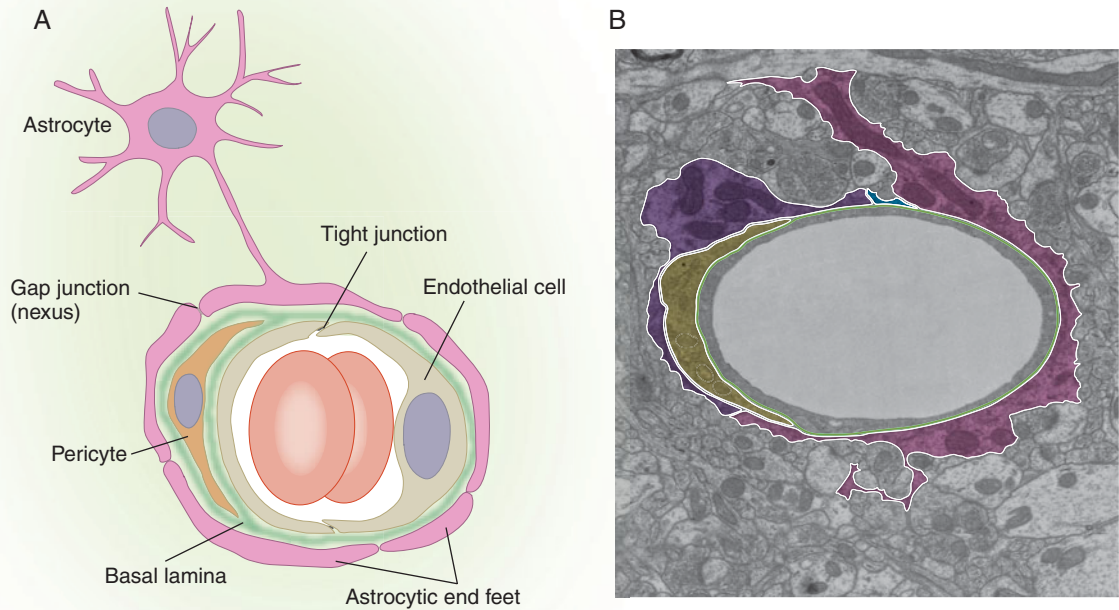 A
B
Astrocyte
Tight junction
Gap junction
(nexus)
Endothelial cell
Pericyte
Basal lamina
Astrocytic end feet